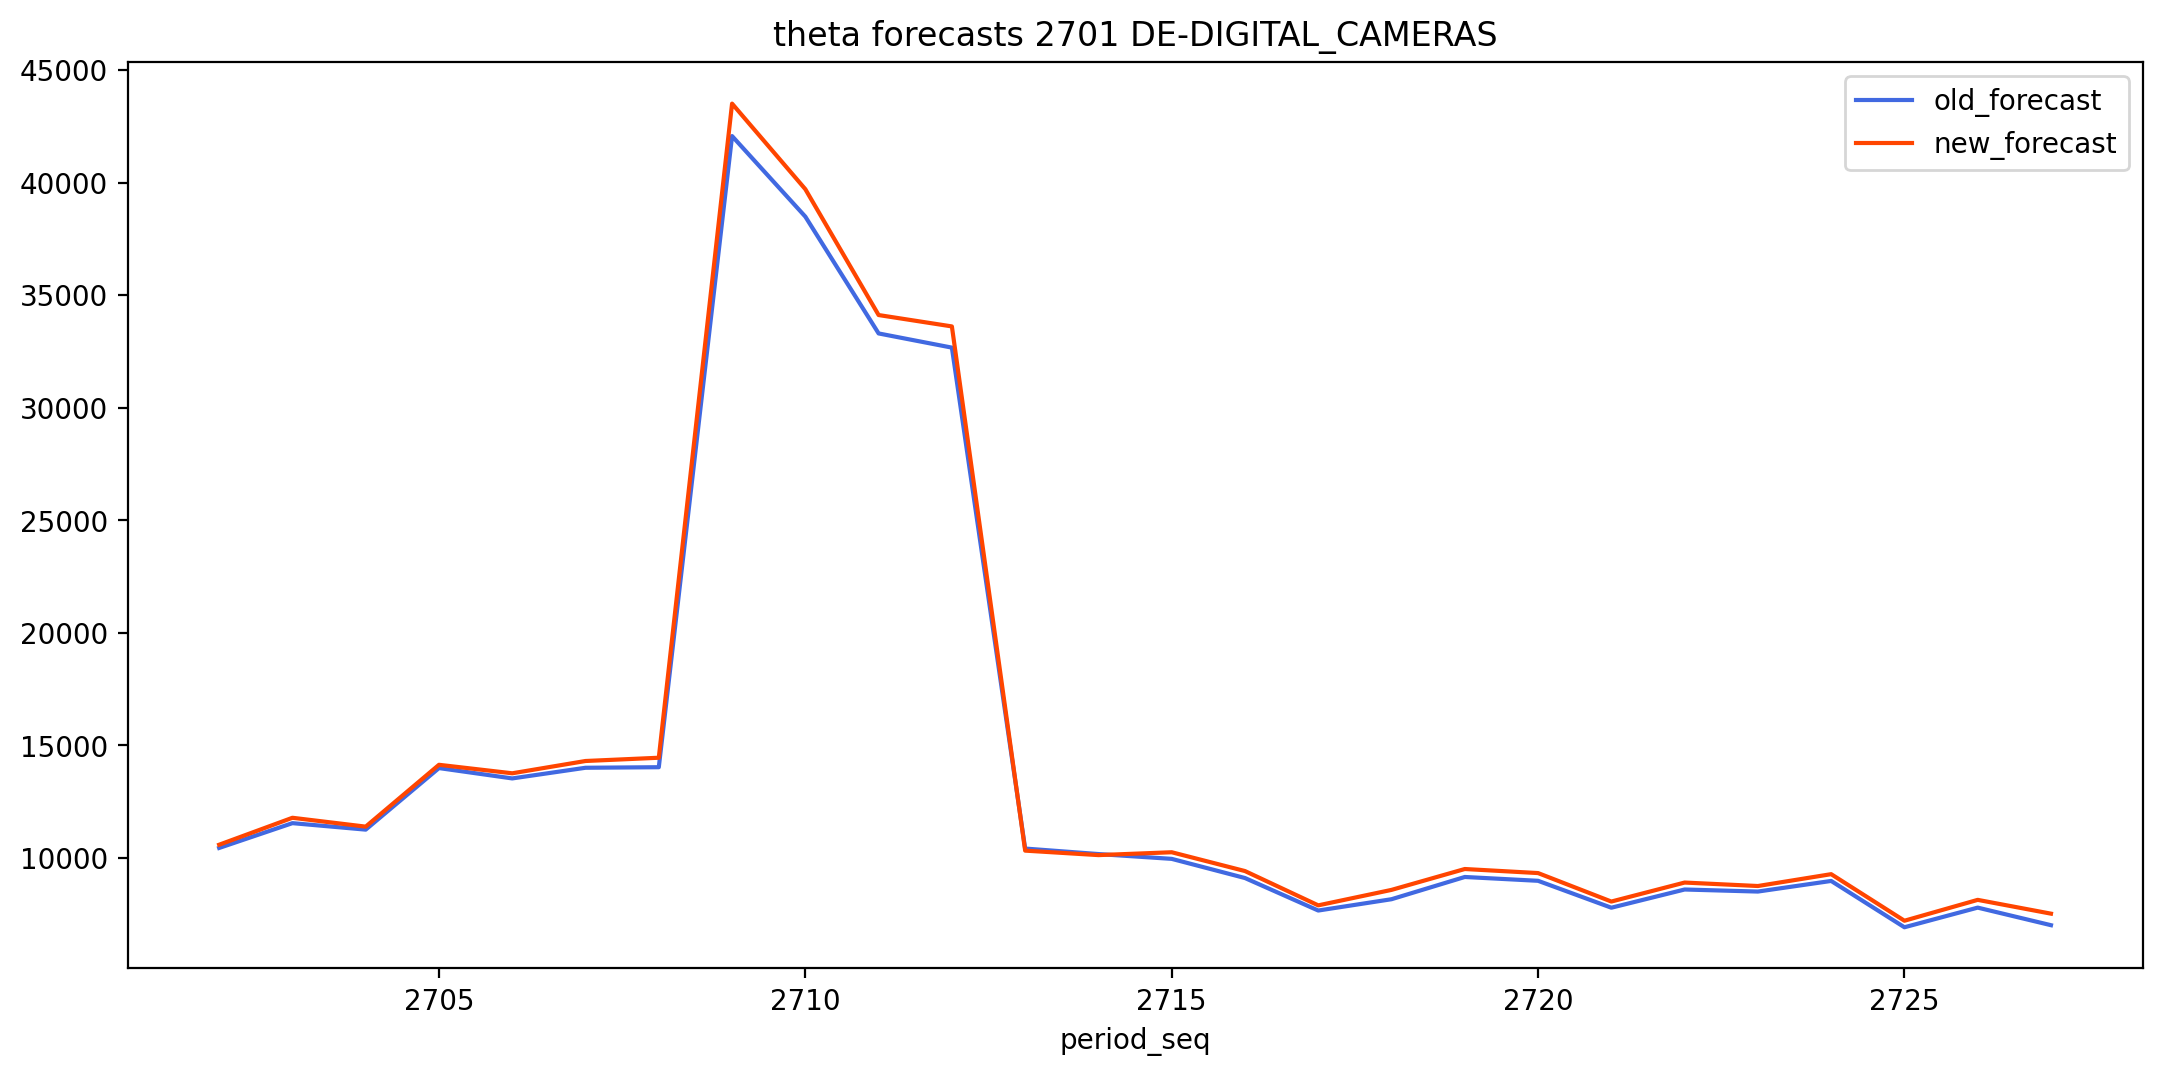 theta forecasts 2701 DE-DIGITAL_CAMERAS
old_forecast
new_forecast
45000
40000
35000
30000
25000
20000
15000
10000
2705 2710 2715 2720 2725
period_seq